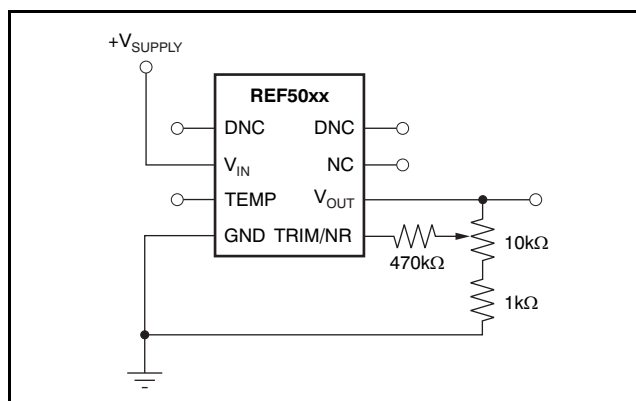 +VSUPPLY
REF50xx
DNC DNC
VIN NC
TEMP VOUT
GND TRIM/NR
10kΩ
470kΩ
1kΩ